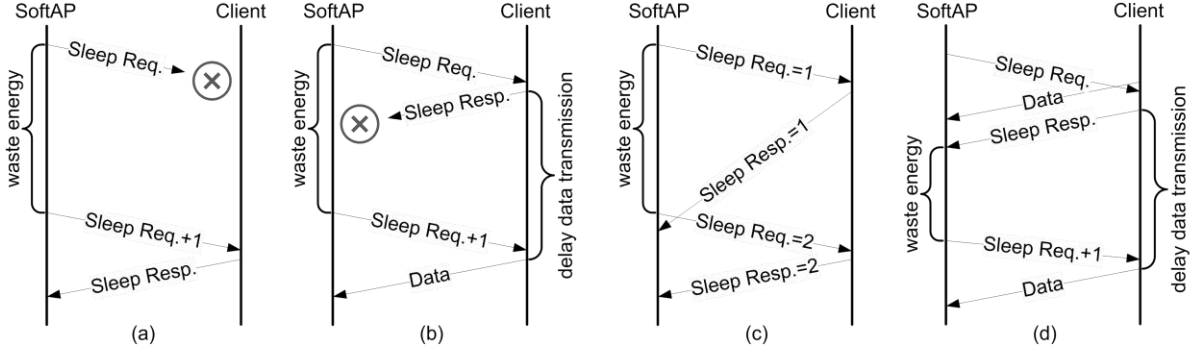 SoftAP
Client
Sleep Req.
waste energy
Sleep Req.+1
Sleep Resp.
(a)
SoftAP
Client
Sleep Req.
Sleep Resp.
waste energy
delay data transmission
Sleep Req.+1
Data
(b)
SoftAP
Client
Sleep Req.=1
waste energy
Sleep Resp.=1
Sleep Req.=2
Sleep Resp.=2
(c)
SoftAP
Client
Sleep Req.
Data
Sleep Resp.
waste energy
delay data transmission
Sleep Req.+1
Data
(d)